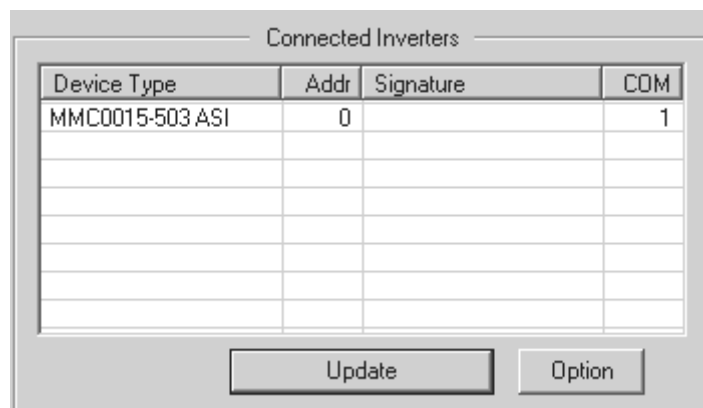 Connected Inverters
Device Type Addr Signature COM
MMC0015-503 ASI 0 1
Update Option